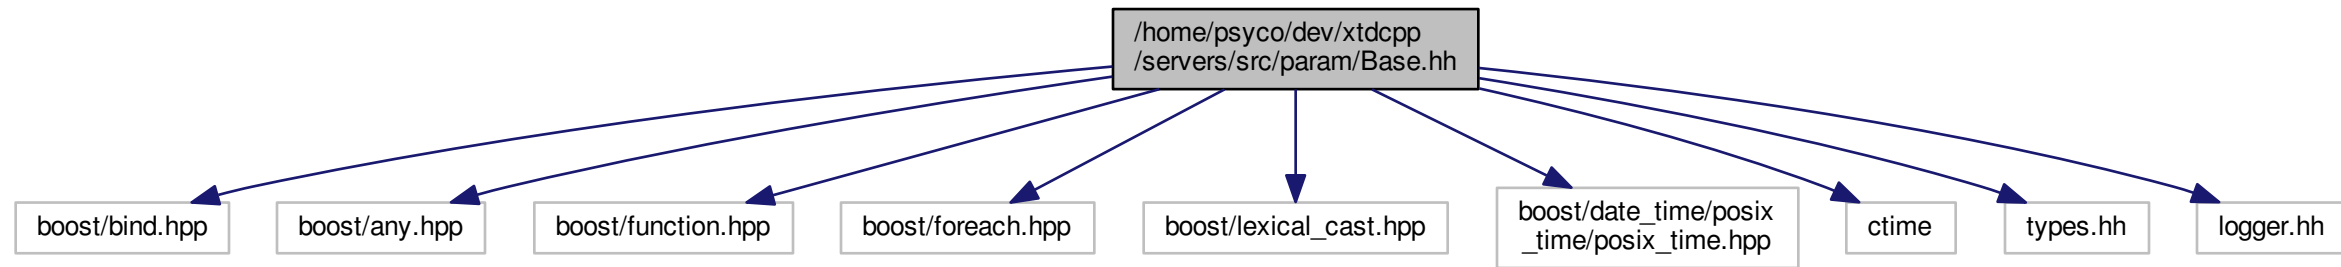 /home/psyco/dev/xtdcpp
/servers/src/param/Base.hh
boost/bind.hpp
boost/any.hpp
boost/function.hpp
boost/foreach.hpp
boost/lexical_cast.hpp
boost/date_time/posix
_time/posix_time.hpp
ctime
types.hh
logger.hh